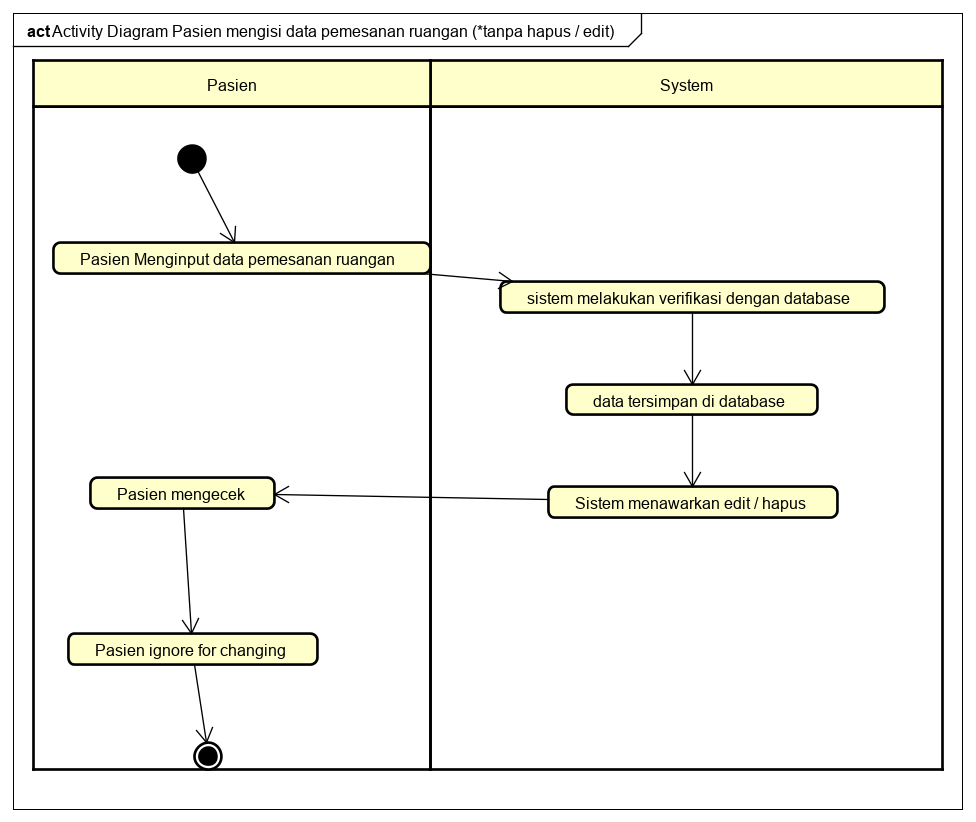 act Activity Diagram Pasien mengisi data pemesanan ruangan (*tanpa hapus / edit)
Pasien
System
Pasien Menginput data pemesanan ruangan
sistem melakukan verifikasi dengan database
data tersimpan di database
Pasien mengecek
Sistem menawarkan edit / hapus
Pasien ignore for changing